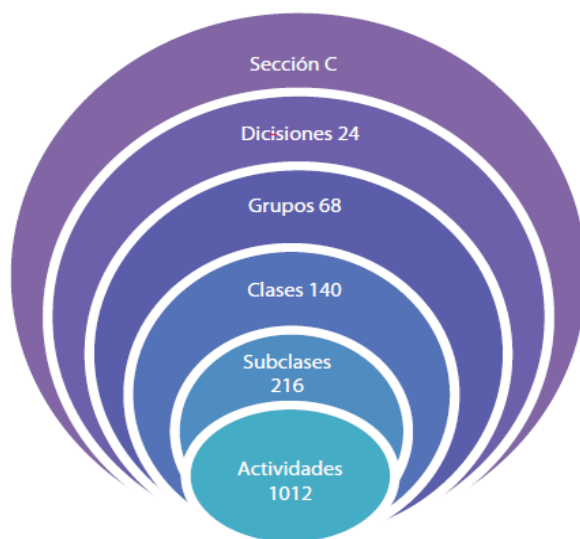 Sección C
Dicisiones 24
Grupos 68
Clases 140
Subclases
216
Actividades
1012